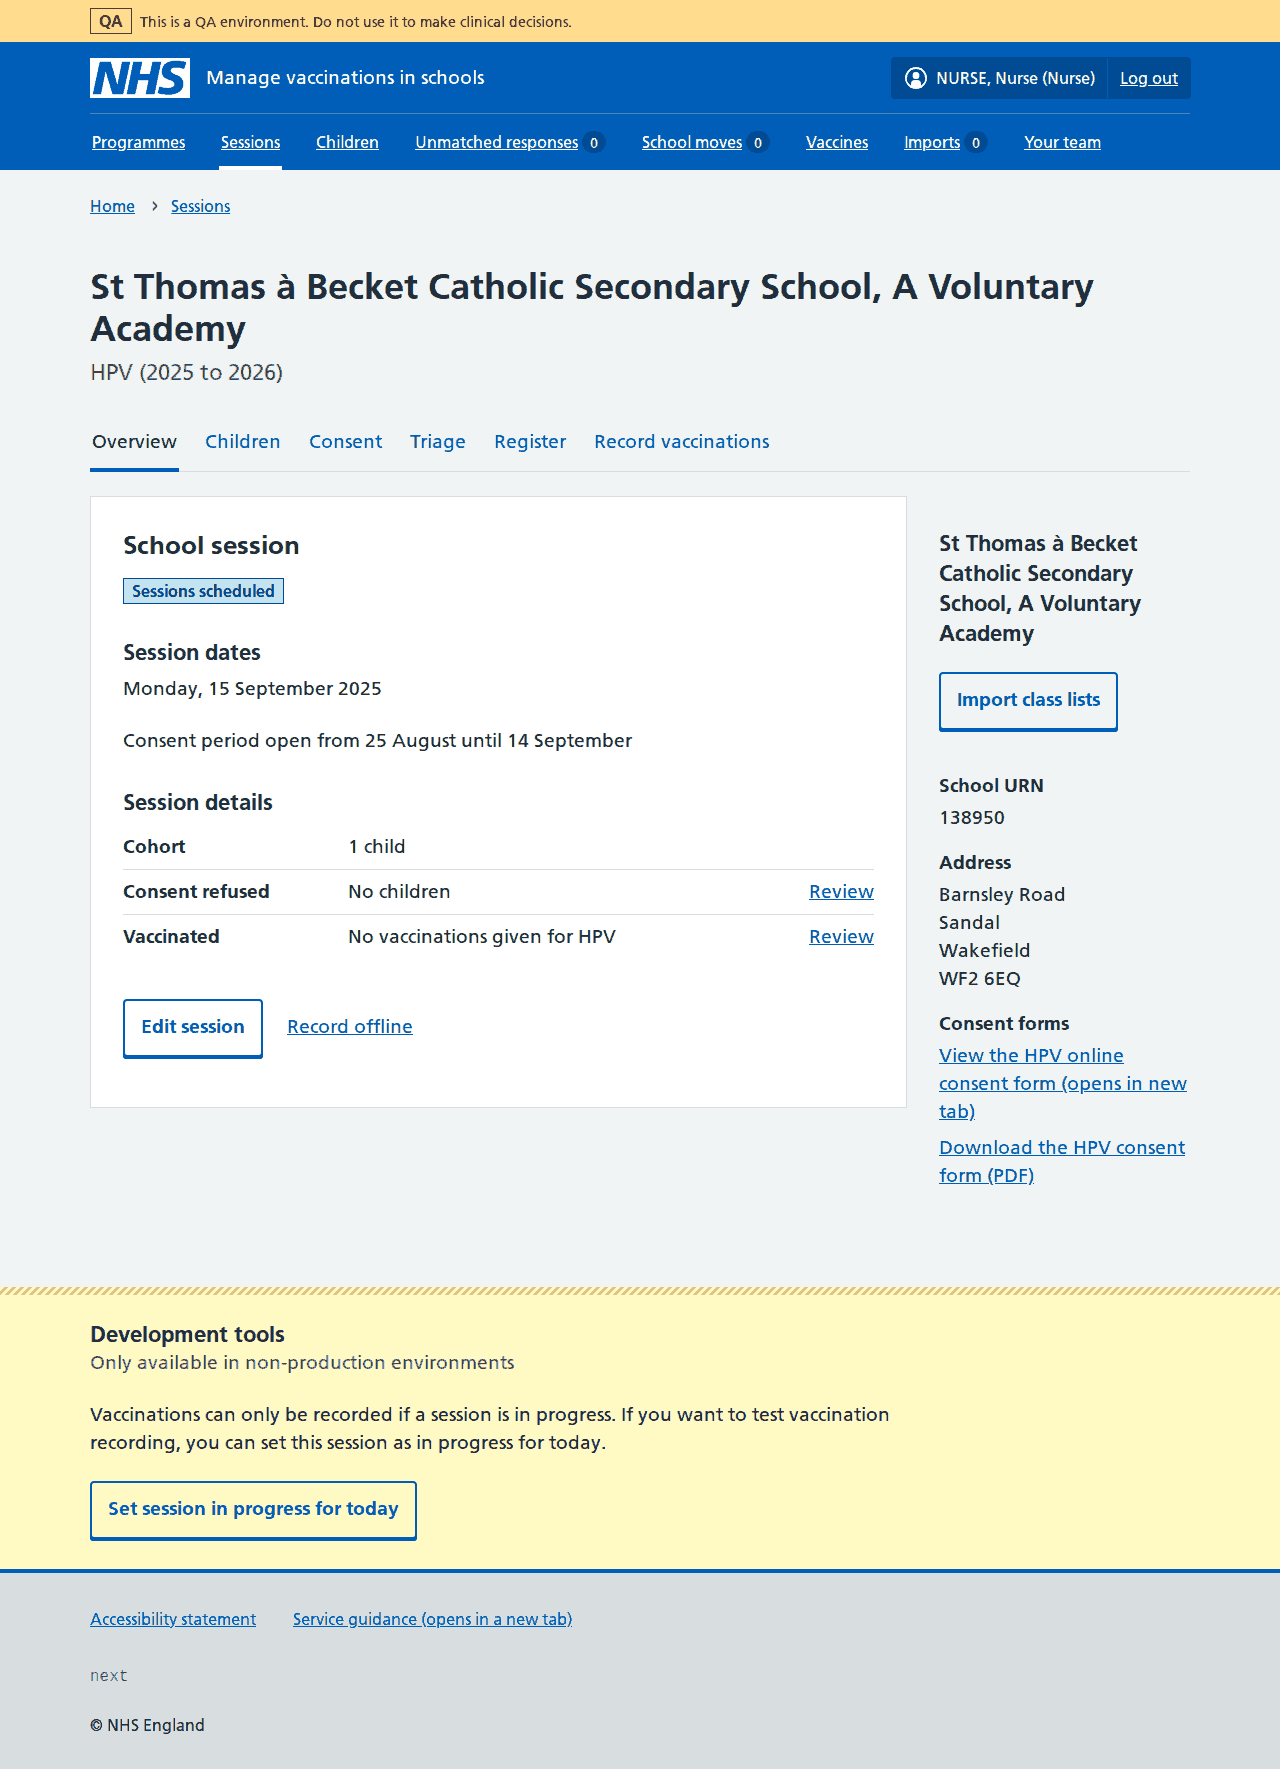 QA This is a QA environment. Do not use it to make clinical decisions.
NHS Manage vaccinations in schools NURSE, Nurse (Nurse) Log out
Programmes Sessions Children Unmatched responses 0 School moves 0 Vaccines Imports 0 Your team
Home › Sessions
St Thomas à Becket Catholic Secondary School, A Voluntary
Academy
HPV (2025 to 2026)
Overview Children Consent Triage Register Record vaccinations
School session
Sessions scheduled
Session dates
Monday, 15 September 2025
Consent period open from 25 August until 14 September
Session details
Cohort 1 child
Consent refused No children Review
Vaccinated No vaccinations given for HPV Review
Edit session Record offline
St Thomas à Becket
Catholic Secondary
School, A Voluntary
Academy
Import class lists
School URN
138950
Address
Barnsley Road
Sandal
Wakefield
WF2 6EQ
Consent forms
View the HPV online
consent form (opens in new
tab)
Download the HPV consent
form (PDF)
Development tools
Only available in non-production environments
Vaccinations can only be recorded if a session is in progress. If you want to test vaccination
recording, you can set this session as in progress for today.
Set session in progress for today
Accessibility statement Service guidance (opens in a new tab)
next
© NHS England